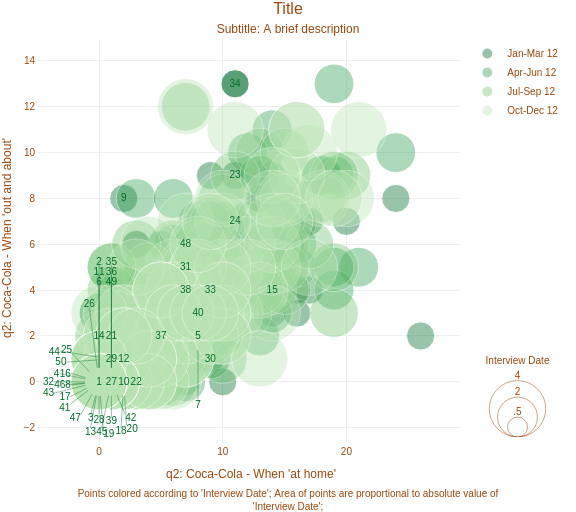 Title
Subtitle: A brief description
q2: Coca-Cola - When 'out and about'
14
12
10
8
6
4
2
0
−2
34
23
9
24
48
2 35
31
11 36
6 49
38 33 15
26
40
14 21 37 5
44 25
50 29 12 30
32 1 27 10 22
43
17
41 7
47 3 28 39 42
18 20
19
0 10 20
q2: Coca-Cola - When 'at home'
Points colored according to 'Interview Date'; Area of points are proportional to absolute value of
'Interview Date';
Jan-Mar 12
Apr-Jun 12
Jul-Sep 12
Oct-Dec 12
Interview Date
4
2
.5